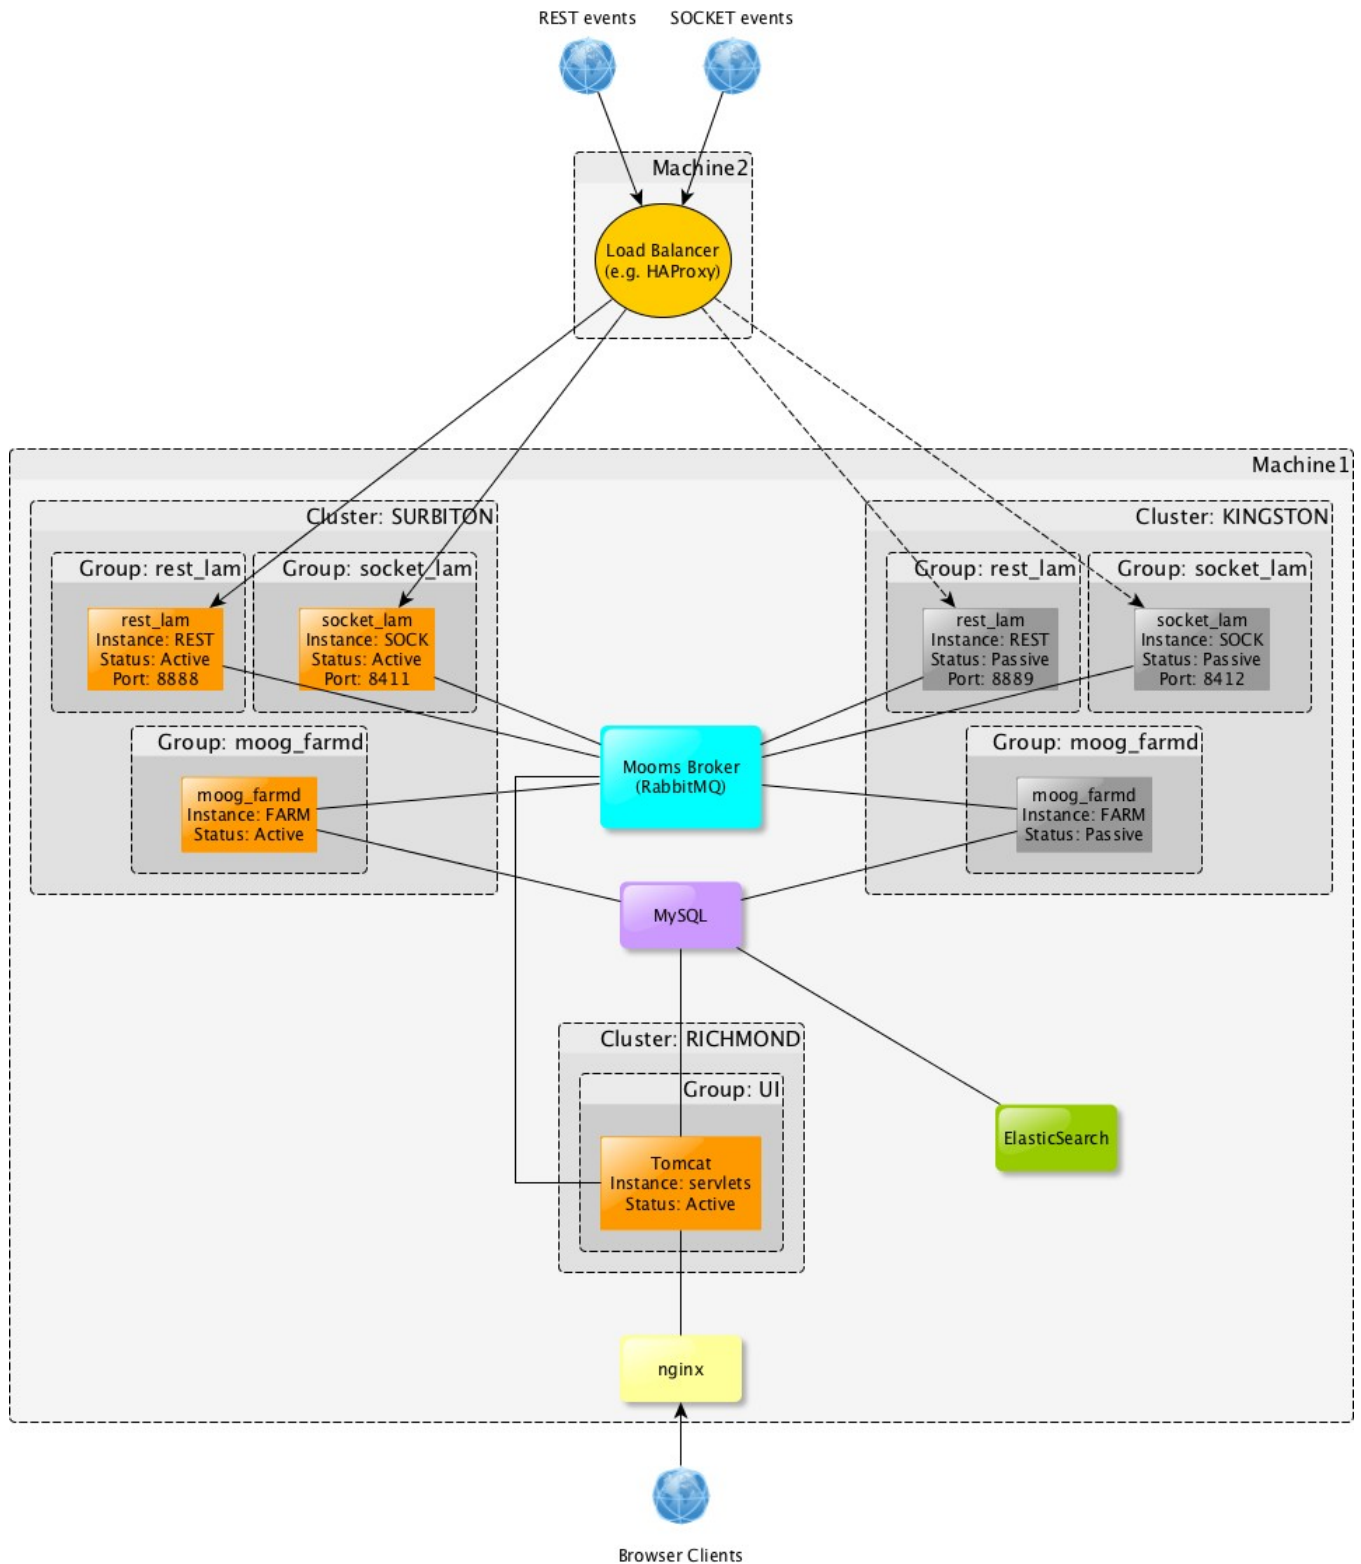 REST events
SOCKET events
Machine2
Load Balancer
(e.g. HAProxy)
Machine1
Cluster: SURBITON
Group: rest_lam
rest_lam
Instance: REST
Status: Active
Port: 8888
Group: socket_lam
socket_lam
Instance: SOCK
Status: Active
Port: 8411
Group: moog_farmd
moog_farmd
Instance: FARM
Status: Active
Cluster: KINGSTON
Group: rest_lam
rest_lam
Instance: REST
Status: Passive
Port: 8889
Group: socket_lam
socket_lam
Instance: SOCK
Status: Passive
Port: 8412
Group: moog_farmd
moog_farmd
Instance: FARM
Status: Passive
Mooms Broker
(RabbitMQ)
MySQL
Cluster: RICHMOND
Group: UI
Tomcat
Instance: servlets
Status: Active
ElasticSearch
nginx
Browser Clients